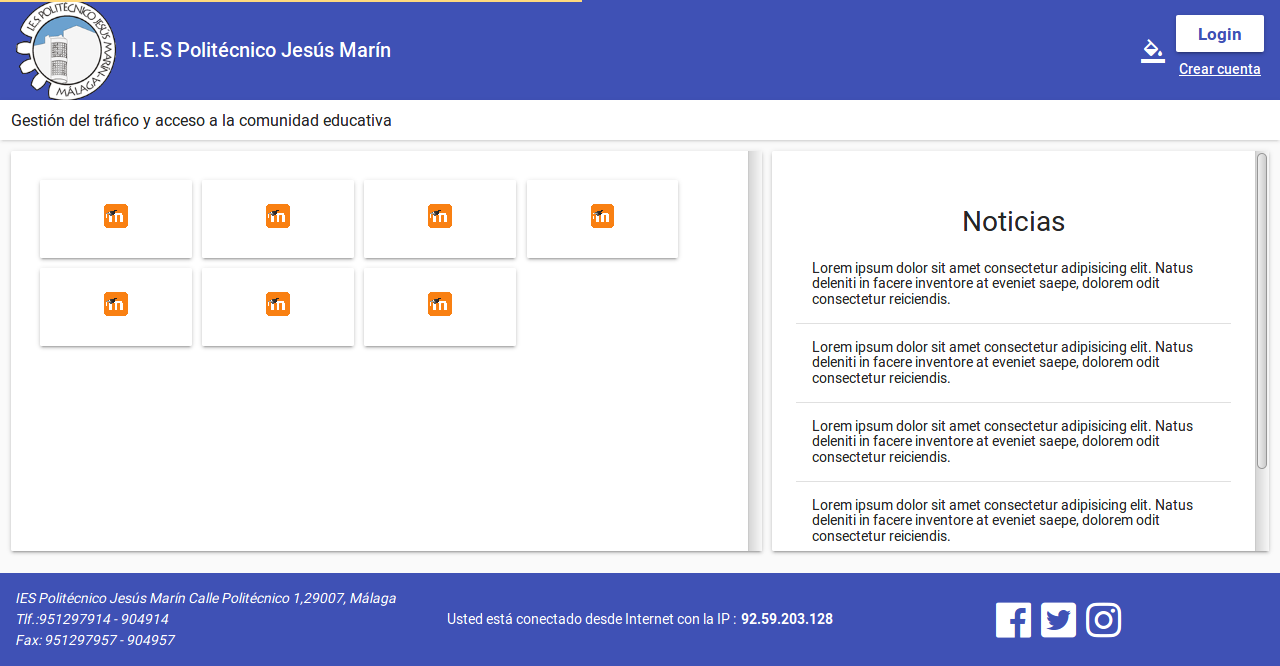 I.E.S POLITÉCNICO JESÚS MARÍN
MÁLAGA
I.E.S Politécnico Jesús Marín
Login
Crear cuenta
Gestión del tráfico y acceso a la comunidad educativa
m
m
m
m
m
m
m
Noticias
Lorem ipsum dolor sit amet consectetur adipisicing elit. Natus
deleniti in facere inventore at eveniet saepe, dolorem odit
consectetur reiciendis.
Lorem ipsum dolor sit amet consectetur adipisicing elit. Natus
deleniti in facere inventore at eveniet saepe, dolorem odit
consectetur reiciendis.
Lorem ipsum dolor sit amet consectetur adipisicing elit. Natus
deleniti in facere inventore at eveniet saepe, dolorem odit
consectetur reiciendis.
Lorem ipsum dolor sit amet consectetur adipisicing elit. Natus
deleniti in facere inventore at eveniet saepe, dolorem odit
consectetur reiciendis.
IES Politécnico Jesús Marín Calle Politécnico 1,29007, Málaga
Tlf.:951297914 - 904914
Fax: 951297957 - 904957
Usted está conectado desde Internet con la IP : 92.59.203.128